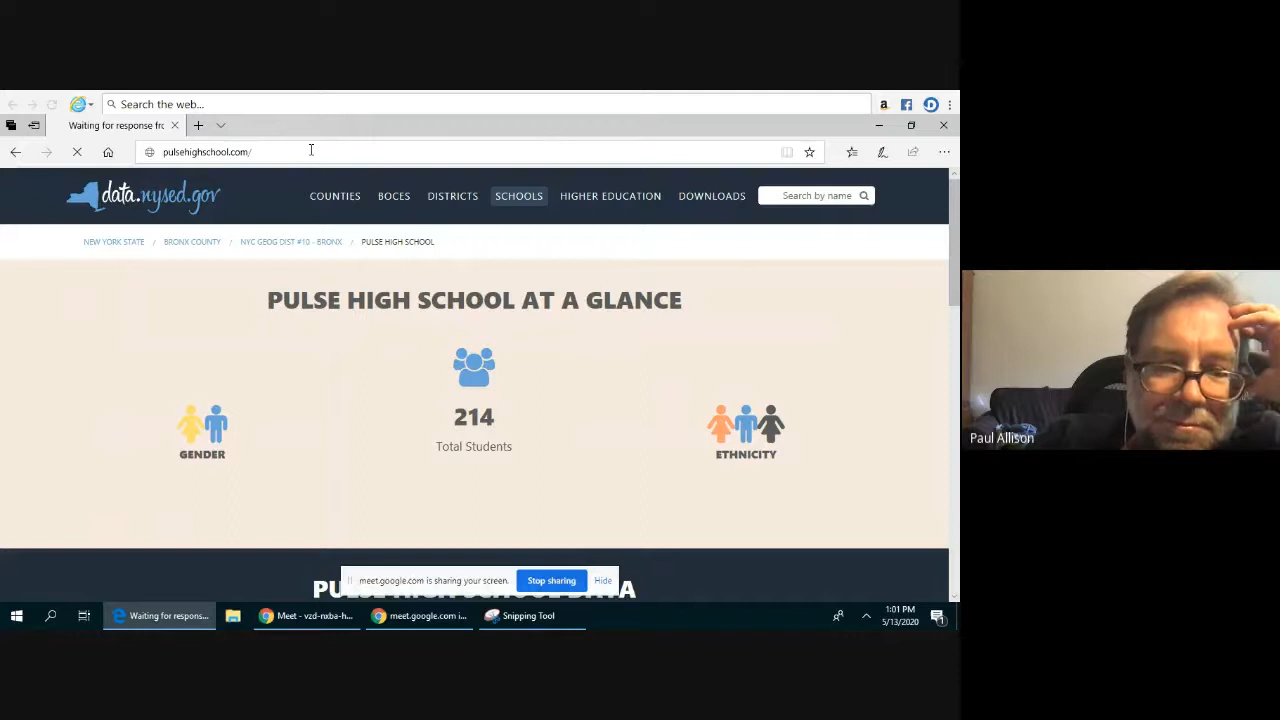 Search the web...
Waiting for response fro
pulsehighschool.com/
data.nysed.gov
COUNTIES BOCES DISTRICTS SCHOOLS HIGHER EDUCATION DOWNLOADS Search by name
NEW YORK STATE / BRONX COUNTY / NYC GEOG DIST #10 - BRONX / PULSE HIGH SCHOOL
PULSE HIGH SCHOOL AT A GLANCE
214
Total Students
GENDER
ETHNICITY
Paul Allison
meet.google.com is sharing your screen. Stop sharing Hide
Waiting for respons... Meet - vzd-nxba-h... meet.google.com i... Snipping Tool
1:01 PM
5/13/2020